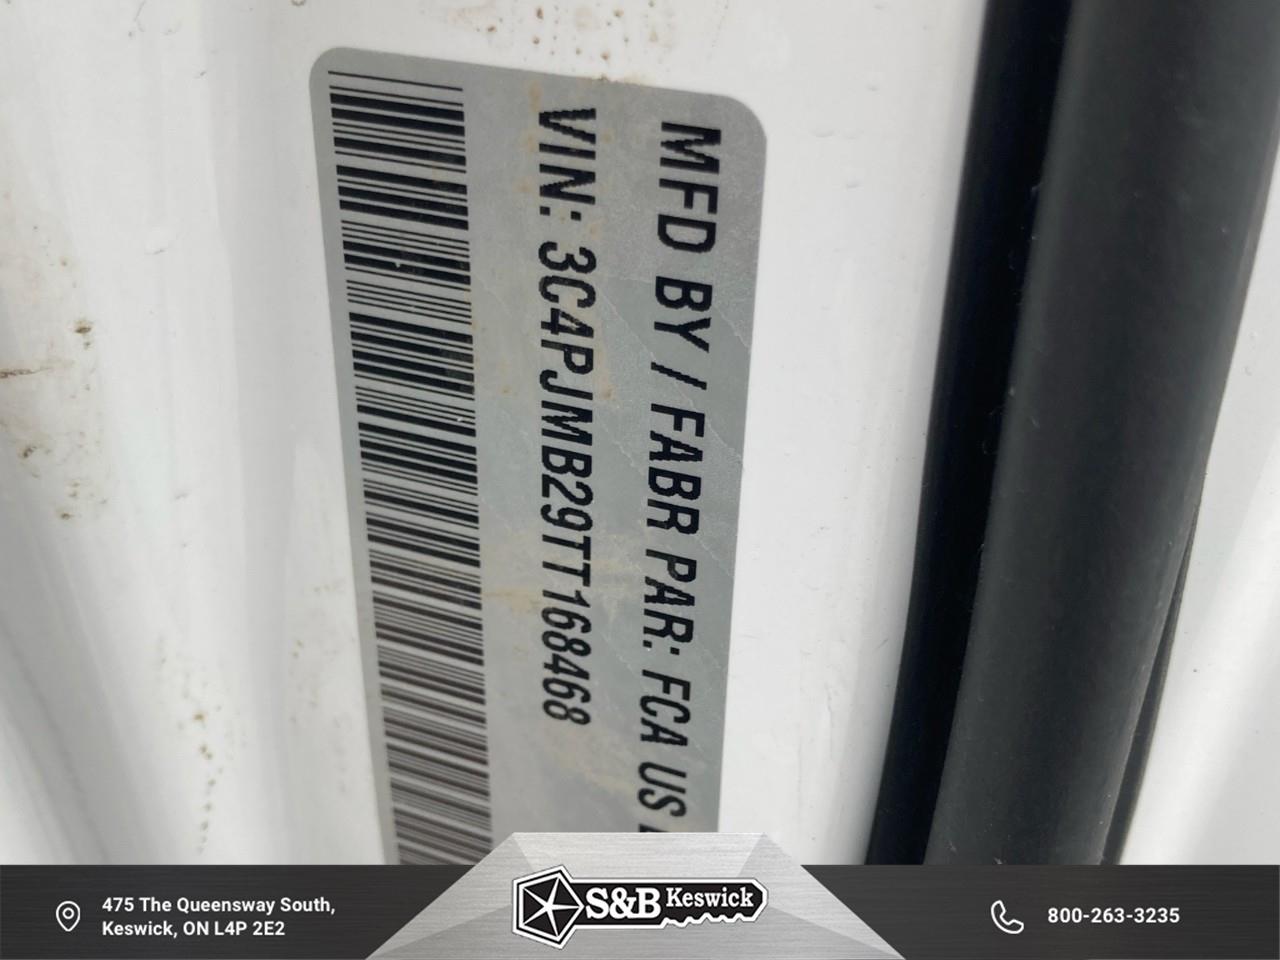 MFD BY / FABR PAR: FCA US
VIN: 3C4PJMB29TT168468
475 The Queensway South,
Keswick, ON L4P 2E2
S&B Keswick
800-263-3235